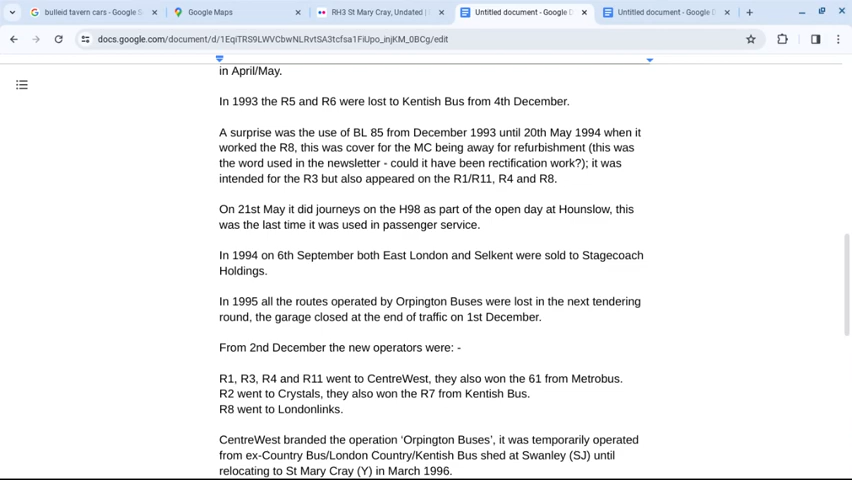 bulleid tavern cars - Google S
Google Maps
RH3 St Mary Cray, Undated |
Untitled document - Google D
Untitled document - Google D
docs.google.com/document/d/1EqiTRS9LWVCbwNLRvtSA3tcfsa1FiUpo_injKM_0BCg/edit
in April/May.
In 1993 the R5 and R6 were lost to Kentish Bus from 4th December.
A surprise was the use of BL 85 from December 1993 until 20th May 1994 when it
worked the R8, this was cover for the MC being away for refurbishment (this was
the word used in the newsletter - could it have been rectification work?); it was
intended for the R3 but also appeared on the R1/R11, R4 and R8.
On 21st May it did journeys on the H98 as part of the open day at Hounslow, this
was the last time it was used in passenger service.
In 1994 on 6th September both East London and Selkent were sold to Stagecoach
Holdings.
In 1995 all the routes operated by Orpington Buses were lost in the next tendering
round, the garage closed at the end of traffic on 1st December.
From 2nd December the new operators were: -
R1, R3, R4 and R11 went to CentreWest, they also won the 61 from Metrobus.
R2 went to Crystals, they also won the R7 from Kentish Bus.
R8 went to Londonlinks.
CentreWest branded the operation ‘Orpington Buses’, it was temporarily operated
from ex-Country Bus/London Country/Kentish Bus shed at Swanley (SJ) until
relocating to St Mary Cray (Y) in March 1996.